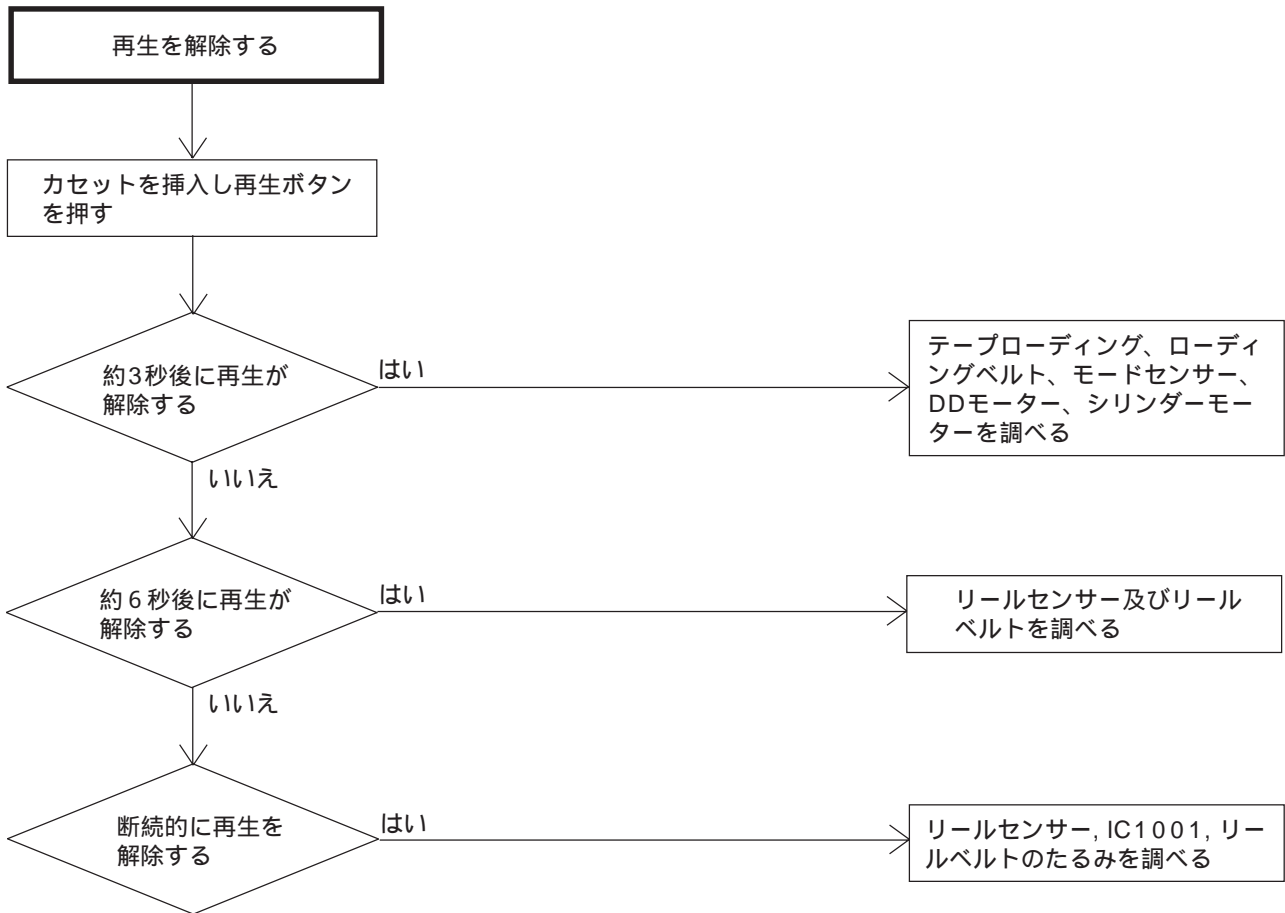 再生を解除する
カセットを挿入し再生ボタン
を押す
約3秒後に再生が
解除する
はい
テープローディング、ローディ
ングベルト、モードセンサー、
DDモーター、シリンダーモー
ターを調べる
いいえ
約6秒後に再生が
解除する
はい
リールセンサー及びリール
ベルトを調べる
いいえ
断続的に再生を
解除する
はい
リールセンサー, IC1001, リー
ルベルトのたるみを調べる